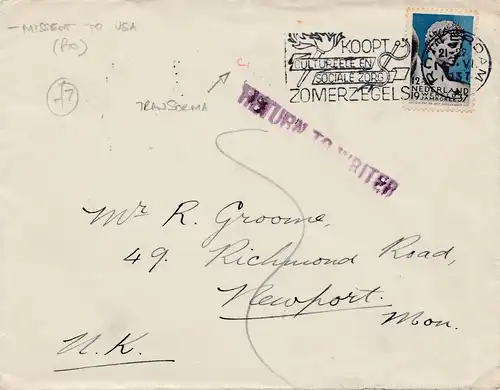 - MISSENT TO USA
KOOPT
CULTUREELE EN
SOCIALE ZORG
ZOMERZEGELS
ROTTERDAM
NEDERLAND
TRANSORMA
RETURN TO WRITER
Mr R. Groome,
49. Richmond Road,
Newport.
Mon.
U.K.